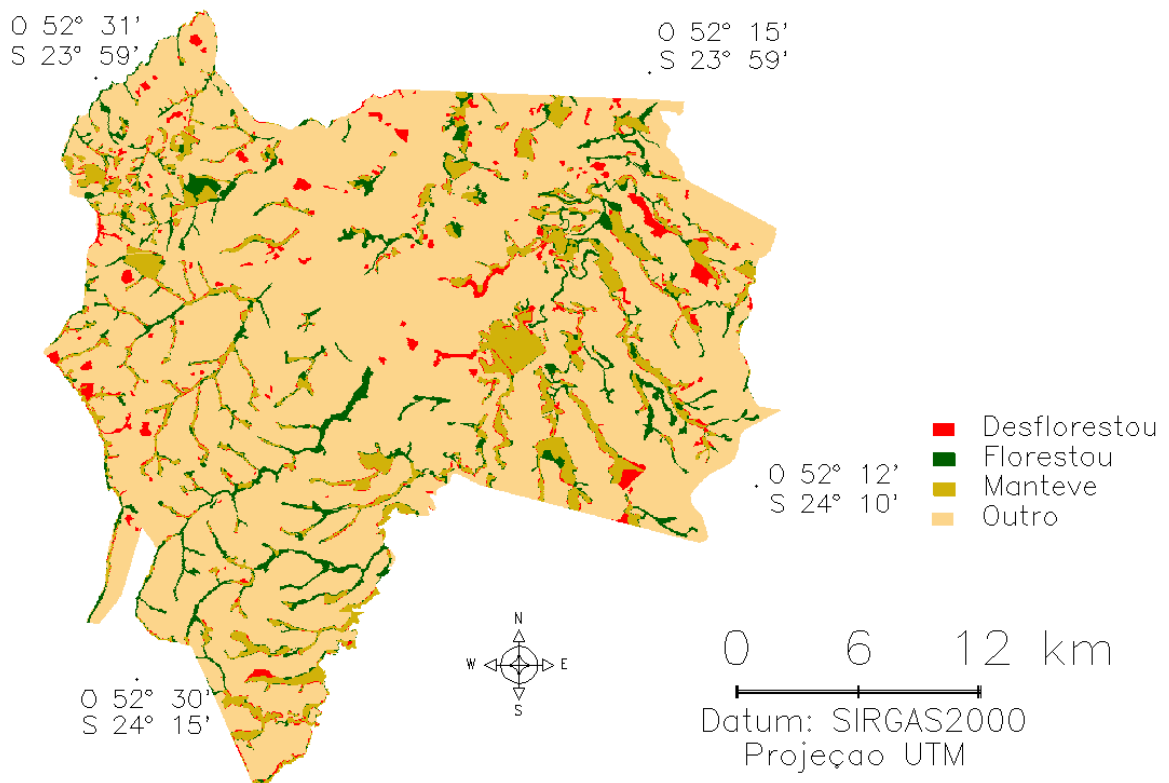 O 52° 31'
S 23° 59'
O 52° 15'
S 23° 59'
Desflorestou
Florestou
Manteve
Outro
O 52° 12'
S 24° 10'
N
W E
S
0 6 12 km
O 52° 30'
S 24° 15'
Datum: SIRGAS2000
Projeçao UTM